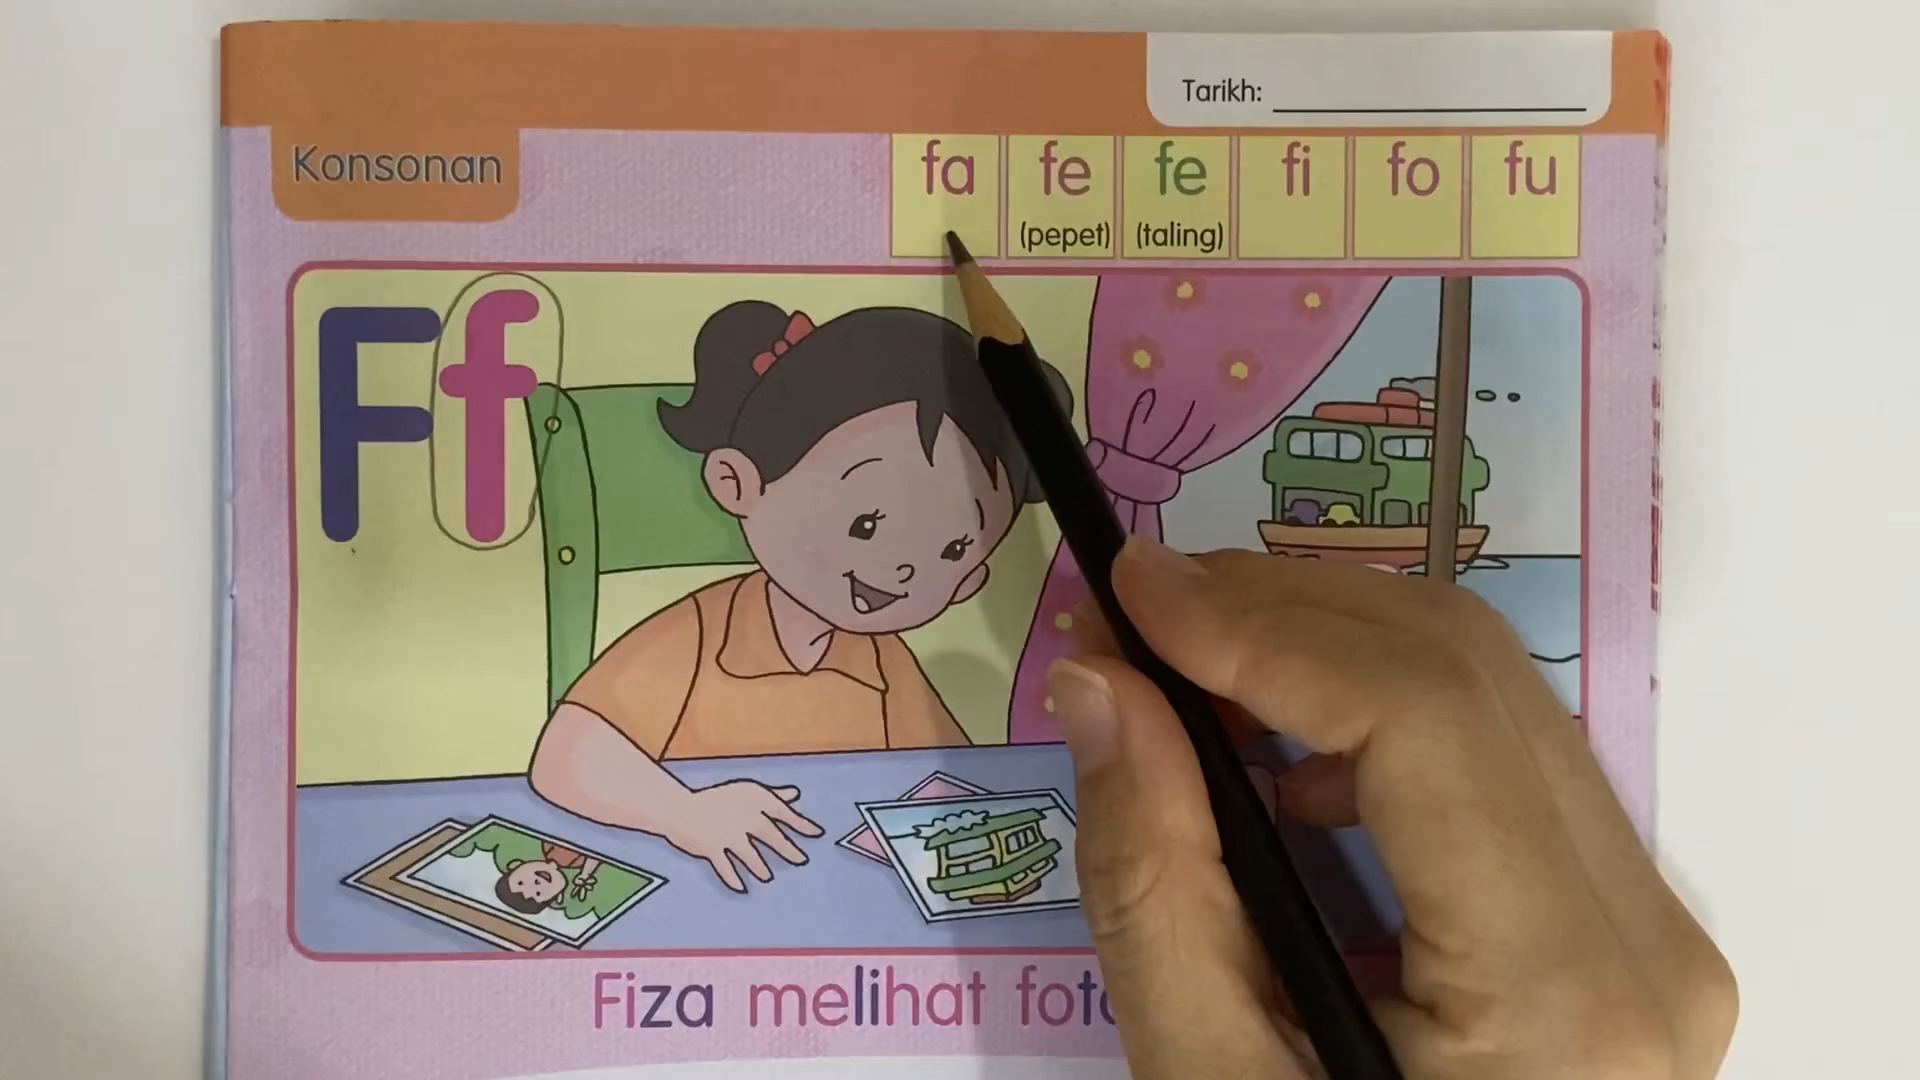 Tarikh:
Konsonan
fa fe fe fi fo fu
(pepet) (taling)
Ff
Fiza melihat